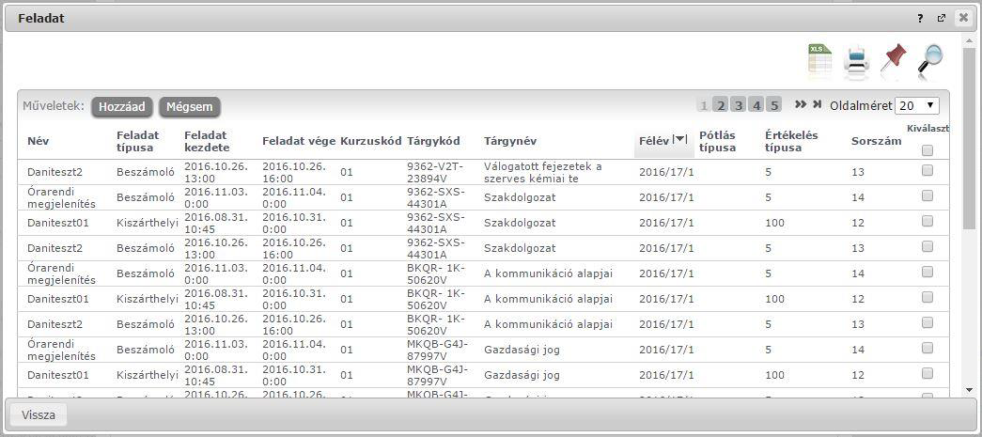 Feladat ?
XLS
Műveletek: Hozzáad Mégsem 1 2 3 4 5 Oldalméret 20
Név Feladat típusa Feladat kezdete Feladat vége Kurzuskód Tárgykód Tárgynév Félév Pótlás típusa Értékelés típusa Sorszám Kiválaszt
Daniteszt2 Beszámoló 2016.10.26. 13:00 2016.10.26. 16:00 01 9362-V2T-23894V Válogatott fejezetek a szerves kémiai te 2016/17/1 5 13
Órarendi megjelenítés Beszámoló 2016.11.03. 0:00 2016.11.04. 0:00 01 9362-SXS-44301A Szakdolgozat 2016/17/1 5 14
Daniteszt01 Kiszárthelyi 2016.08.31. 10:45 2016.10.31. 0:00 01 9362-SXS-44301A Szakdolgozat 2016/17/1 100 12
Daniteszt2 Beszámoló 2016.10.26. 13:00 2016.10.26. 16:00 01 9362-SXS-44301A Szakdolgozat 2016/17/1 5 13
Órarendi megjelenítés Beszámoló 2016.11.03. 0:00 2016.11.04. 0:00 01 BKQR- 1K-50620V A kommunikáció alapjai 2016/17/1 5 14
Daniteszt01 Kiszárthelyi 2016.08.31. 10:45 2016.10.31. 0:00 01 BKQR- 1K-50620V A kommunikáció alapjai 2016/17/1 100 12
Daniteszt2 Beszámoló 2016.10.26. 13:00 2016.10.26. 16:00 01 BKQR- 1K-50620V A kommunikáció alapjai 2016/17/1 5 13
Órarendi megjelenítés Beszámoló 2016.11.03. 0:00 2016.11.04. 0:00 01 MKQB-G4J-87997V Gazdasági jog 2016/17/1 5 14
Daniteszt01 Kiszárthelyi 2016.08.31. 10:45 2016.10.31. 0:00 01 MKQB-G4J-87997V Gazdasági jog 2016/17/1 100 12
2016.10.26. 2016.10.26. MKQB-G4J-
Vissza